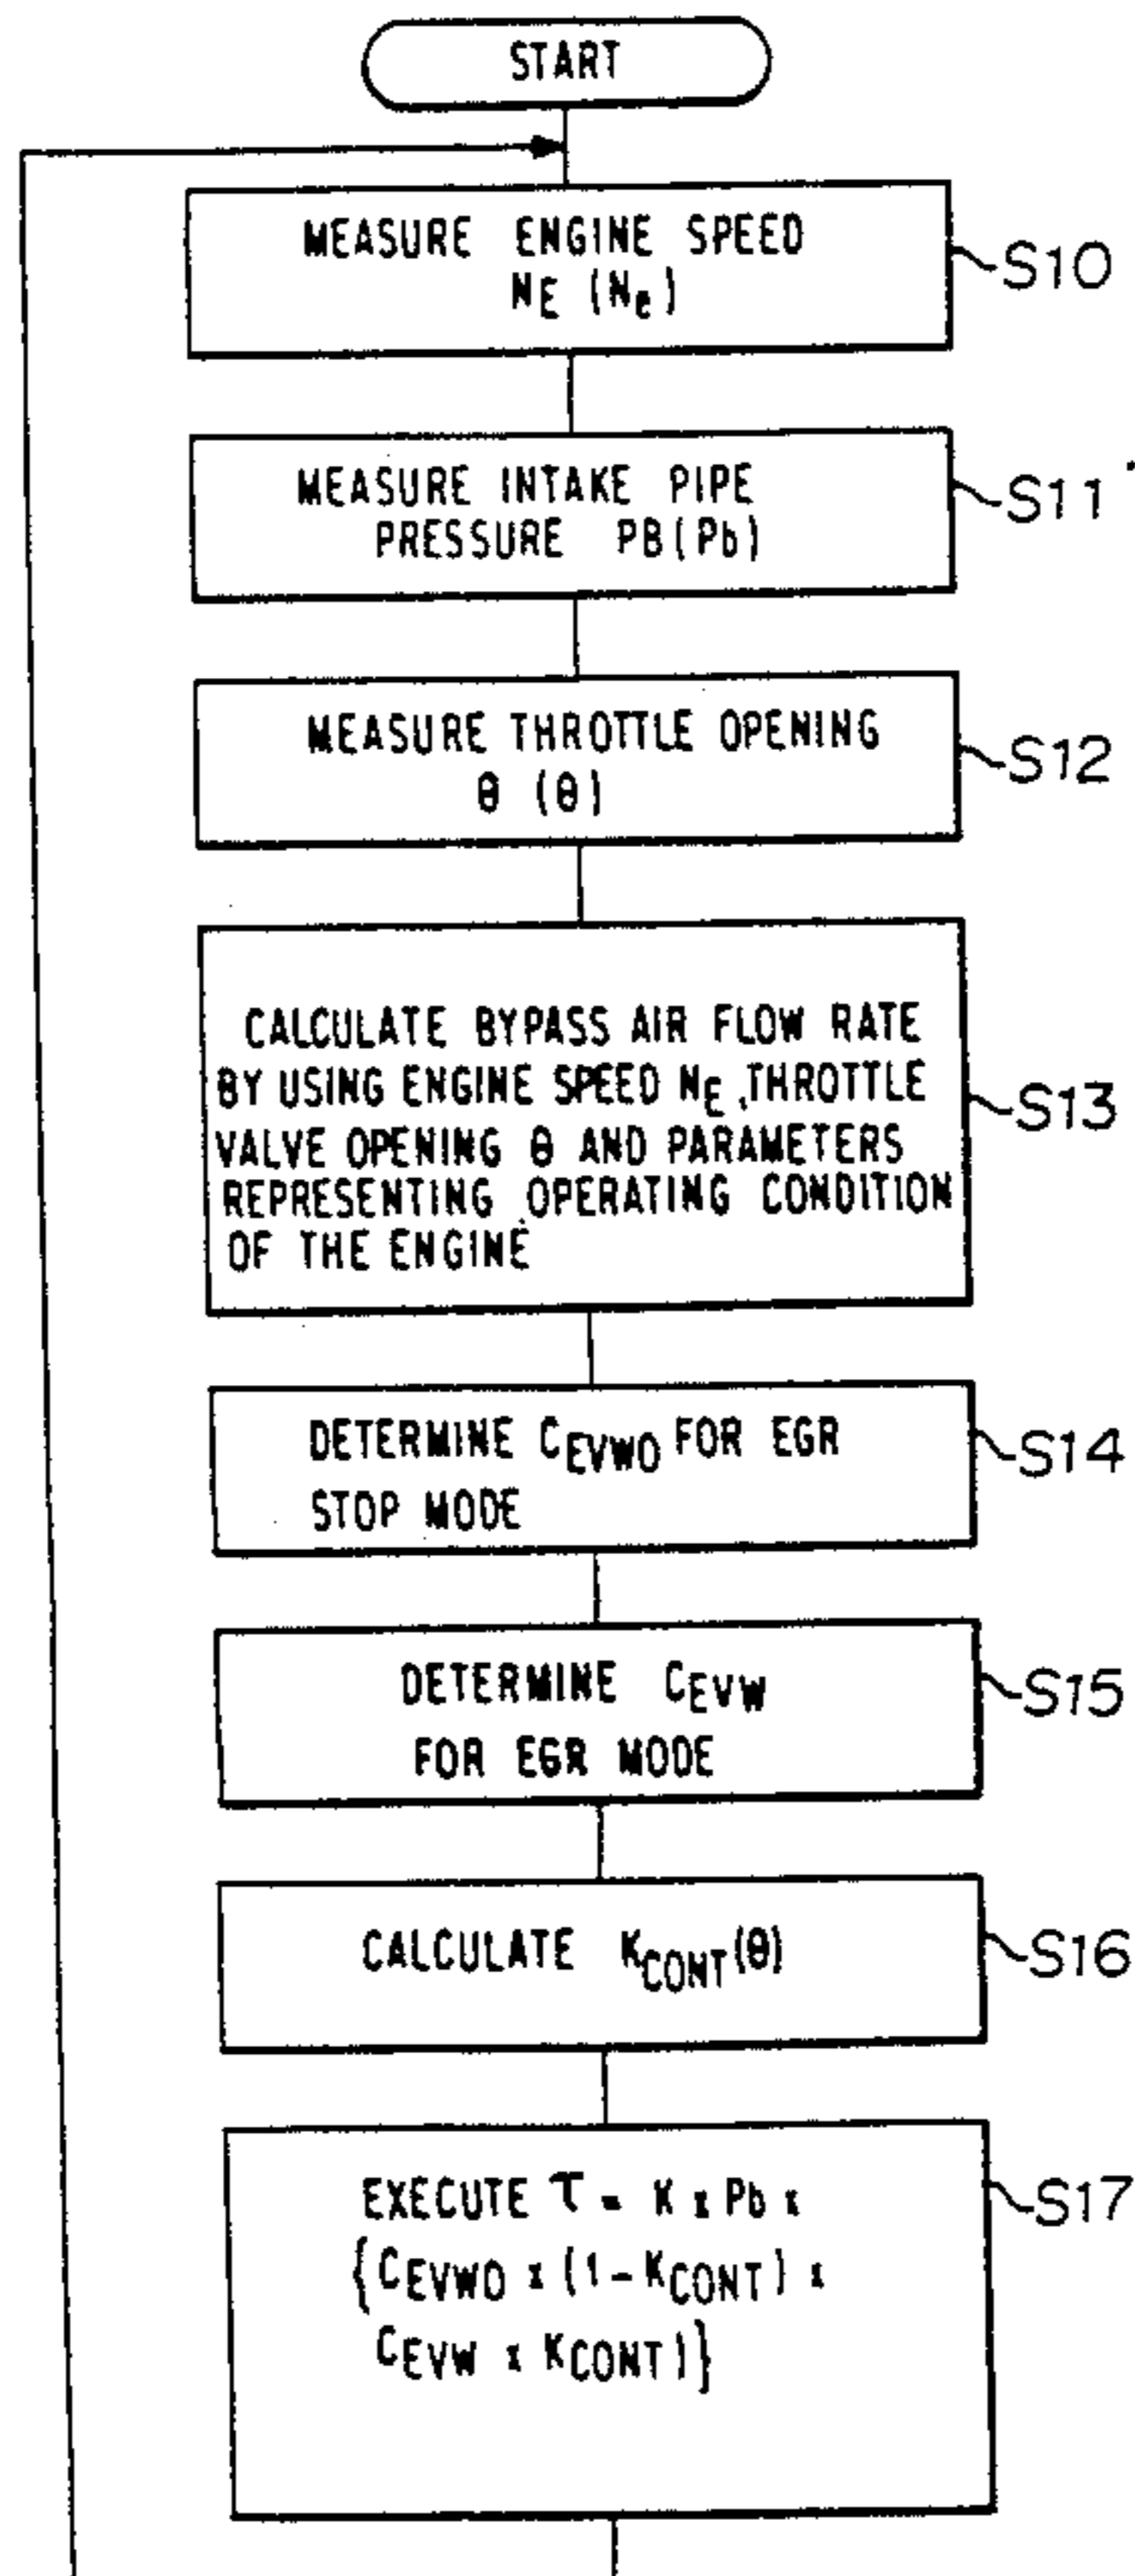 START
MEASURE ENGINE SPEED
NE (Ne)
S10
MEASURE INTAKE PIPE
PRESSURE PB(Pb)
S11
MEASURE THROTTLE OPENING
θ (θ)
S12
CALCULATE BYPASS AIR FLOW RATE
BY USING ENGINE SPEED NE, THROTTLE
VALVE OPENING θ AND PARAMETERS
REPRESENTING OPERATING CONDITION
OF THE ENGINE
S13
DETERMINE CEVWO FOR EGR
STOP MODE
S14
DETERMINE CEVW
FOR EGR MODE
S15
CALCULATE KCONT(θ)
S16
EXECUTE τ = K x Pb x
{CEVWO x (1-KCONT) x
CEVW x KCONT)}
S17